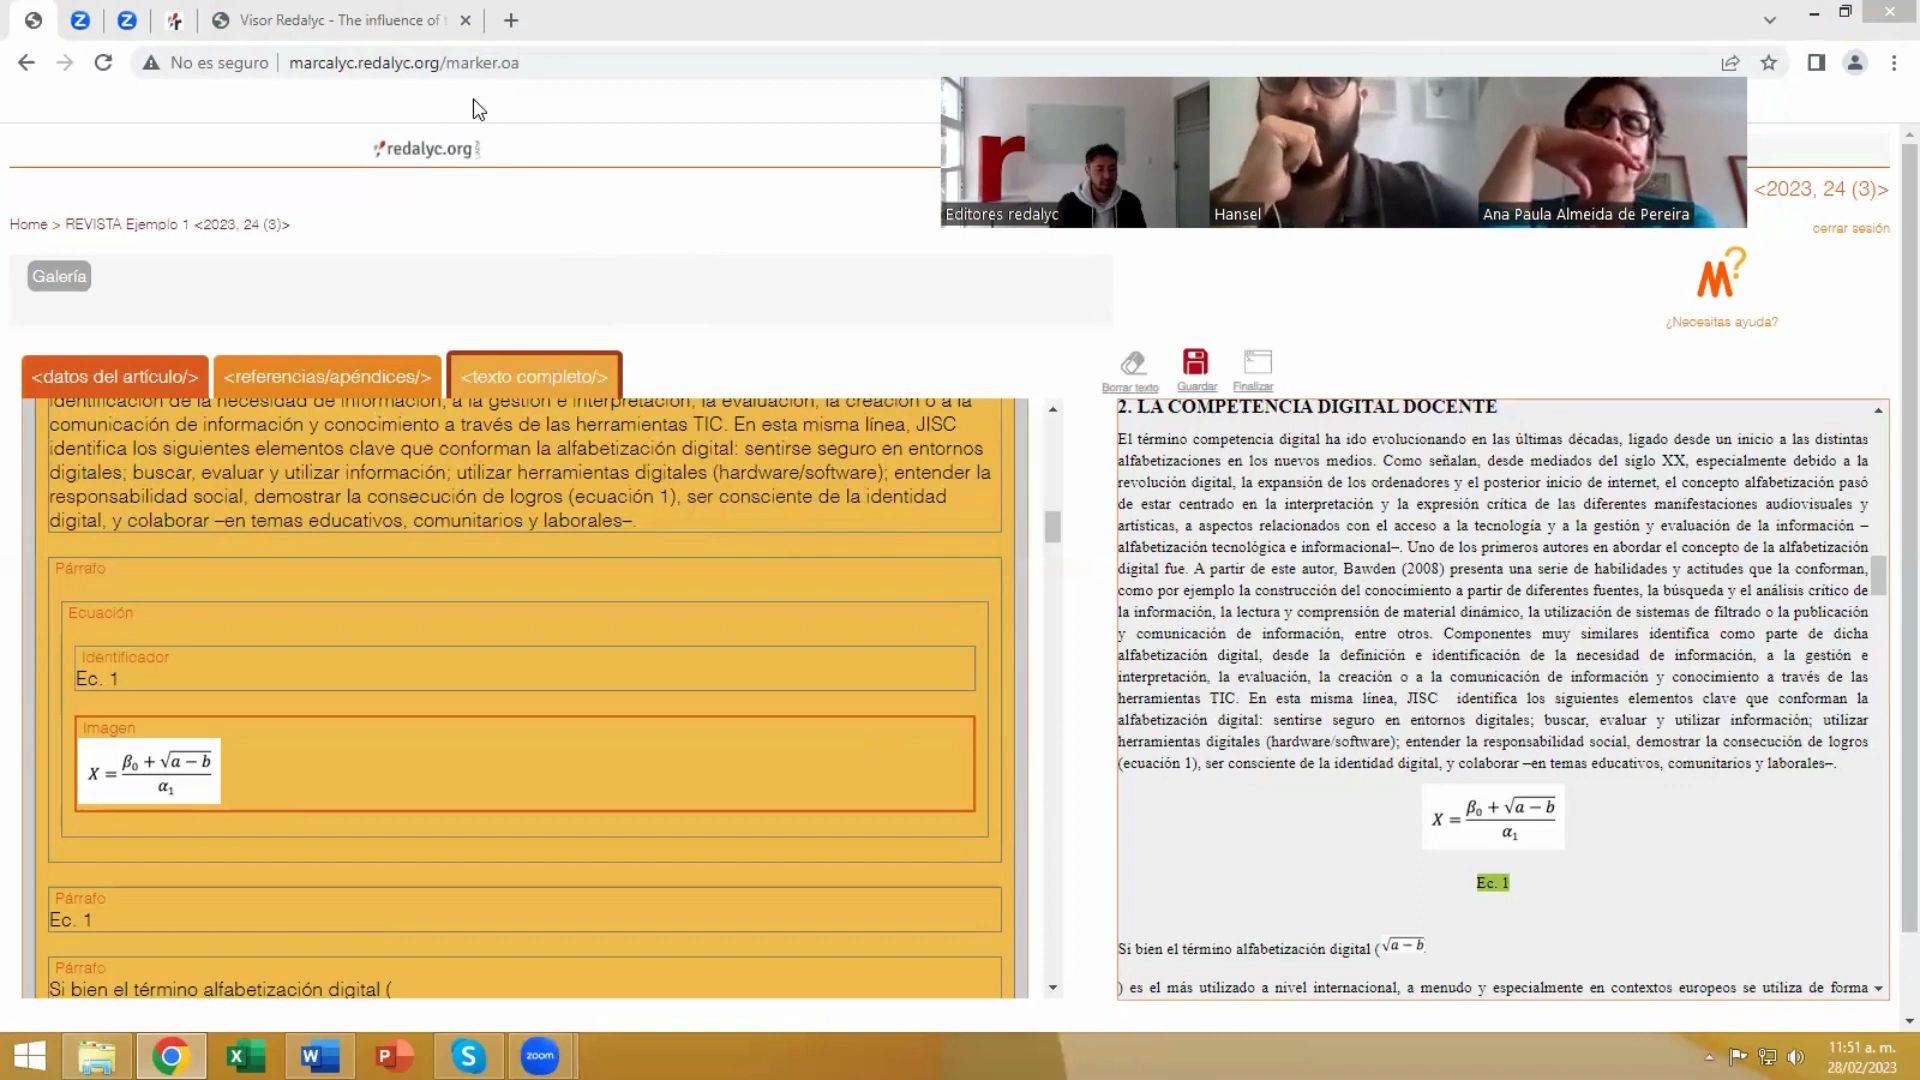 Visor Redalyc - The influence of t
No es seguro
marcalyc.redalyc.org/marker.oa
redalyc.org
Editores redalyc
Hansel
Ana Paula Almeida de Pereira
<2023, 24 (3)>
cerrar sesión
Home > REVISTA Ejemplo 1 <2023, 24 (3)>
Galería
M?
¿Necesitas ayuda?
<datos del artículo/>
<referencias/apéndices/>
<texto completo/>
Borrar texto
Guardar
Finalizar
identificación de la necesidad de información, a la gestión e interpretación, la evaluación, la creación o a la
comunicación de información y conocimiento a través de las herramientas TIC. En esta misma línea, JISC
identifica los siguientes elementos clave que conforman la alfabetización digital: sentirse seguro en entornos
digitales; buscar, evaluar y utilizar información; utilizar herramientas digitales (hardware/software); entender la
responsabilidad social, demostrar la consecución de logros (ecuación 1), ser consciente de la identidad
digital, y colaborar –en temas educativos, comunitarios y laborales–.
Párrafo
Ecuación
Identificador
Ec. 1
Imagen
X = β0 + √a − b
α1
Párrafo
Ec. 1
Párrafo
Si bien el término alfabetización digital (
2. LA COMPETENCIA DIGITAL DOCENTE
El término competencia digital ha ido evolucionando en las últimas décadas, ligado desde un inicio a las distintas
alfabetizaciones en los nuevos medios. Como señalan, desde mediados del siglo XX, especialmente debido a la
revolución digital, la expansión de los ordenadores y el posterior inicio de internet, el concepto alfabetización pasó
de estar centrado en la interpretación y la expresión crítica de las diferentes manifestaciones audiovisuales y
artísticas, a aspectos relacionados con el acceso a la tecnología y a la gestión y evaluación de la información –
alfabetización tecnológica e informacional–. Uno de los primeros autores en abordar el concepto de la alfabetización
digital fue. A partir de este autor, Bawden (2008) presenta una serie de habilidades y actitudes que la conforman,
como por ejemplo la construcción del conocimiento a partir de diferentes fuentes, la búsqueda y el análisis crítico de
la información, la lectura y comprensión de material dinámico, la utilización de sistemas de filtrado o la publicación
y comunicación de información, entre otros. Componentes muy similares identifica como parte de dicha
alfabetización digital, desde la definición e identificación de la necesidad de información, a la gestión e
interpretación, la evaluación, la creación o a la comunicación de información y conocimiento a través de las
herramientas TIC. En esta misma línea, JISC identifica los siguientes elementos clave que conforman la
alfabetización digital: sentirse seguro en entornos digitales; buscar, evaluar y utilizar información; utilizar
herramientas digitales (hardware/software); entender la responsabilidad social, demostrar la consecución de logros
(ecuación 1), ser consciente de la identidad digital, y colaborar –en temas educativos, comunitarios y laborales–.
X = β0 + √a − b
α1
Ec. 1
Si bien el término alfabetización digital (√a − b
) es el más utilizado a nivel internacional, a menudo y especialmente en contextos europeos se utiliza de forma
zoom
11:51 a. m.
28/02/2023